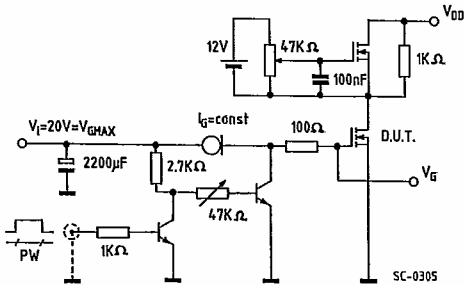 V_DD
12V
47KΩ
100nF
1KΩ
V_i=20V=V_GMAX
I_G=const
100Ω
D.U.T.
2200μF
2.7KΩ
47KΩ
V_G
PW
1KΩ
SC-0305